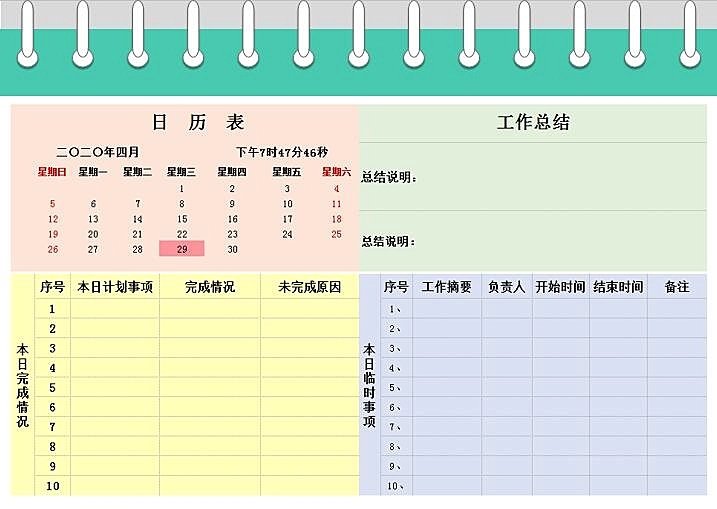 日 历 表
二〇二〇年四月 下午7时47分46秒
星期日 星期一 星期二 星期三 星期四 星期五 星期六
1 2 3 4
5 6 7 8 9 10 11
12 13 14 15 16 17 18
19 20 21 22 23 24 25
26 27 28 29 30
工作总结
总结说明：
总结说明：
本日完成情况
序号 本日计划事项 完成情况 未完成原因
1
2
3
4
5
6
7
8
9
10
本日临时事项
序号 工作摘要 负责人 开始时间 结束时间 备注
1、
2、
3、
4、
5、
6、
7、
8、
9、
10、